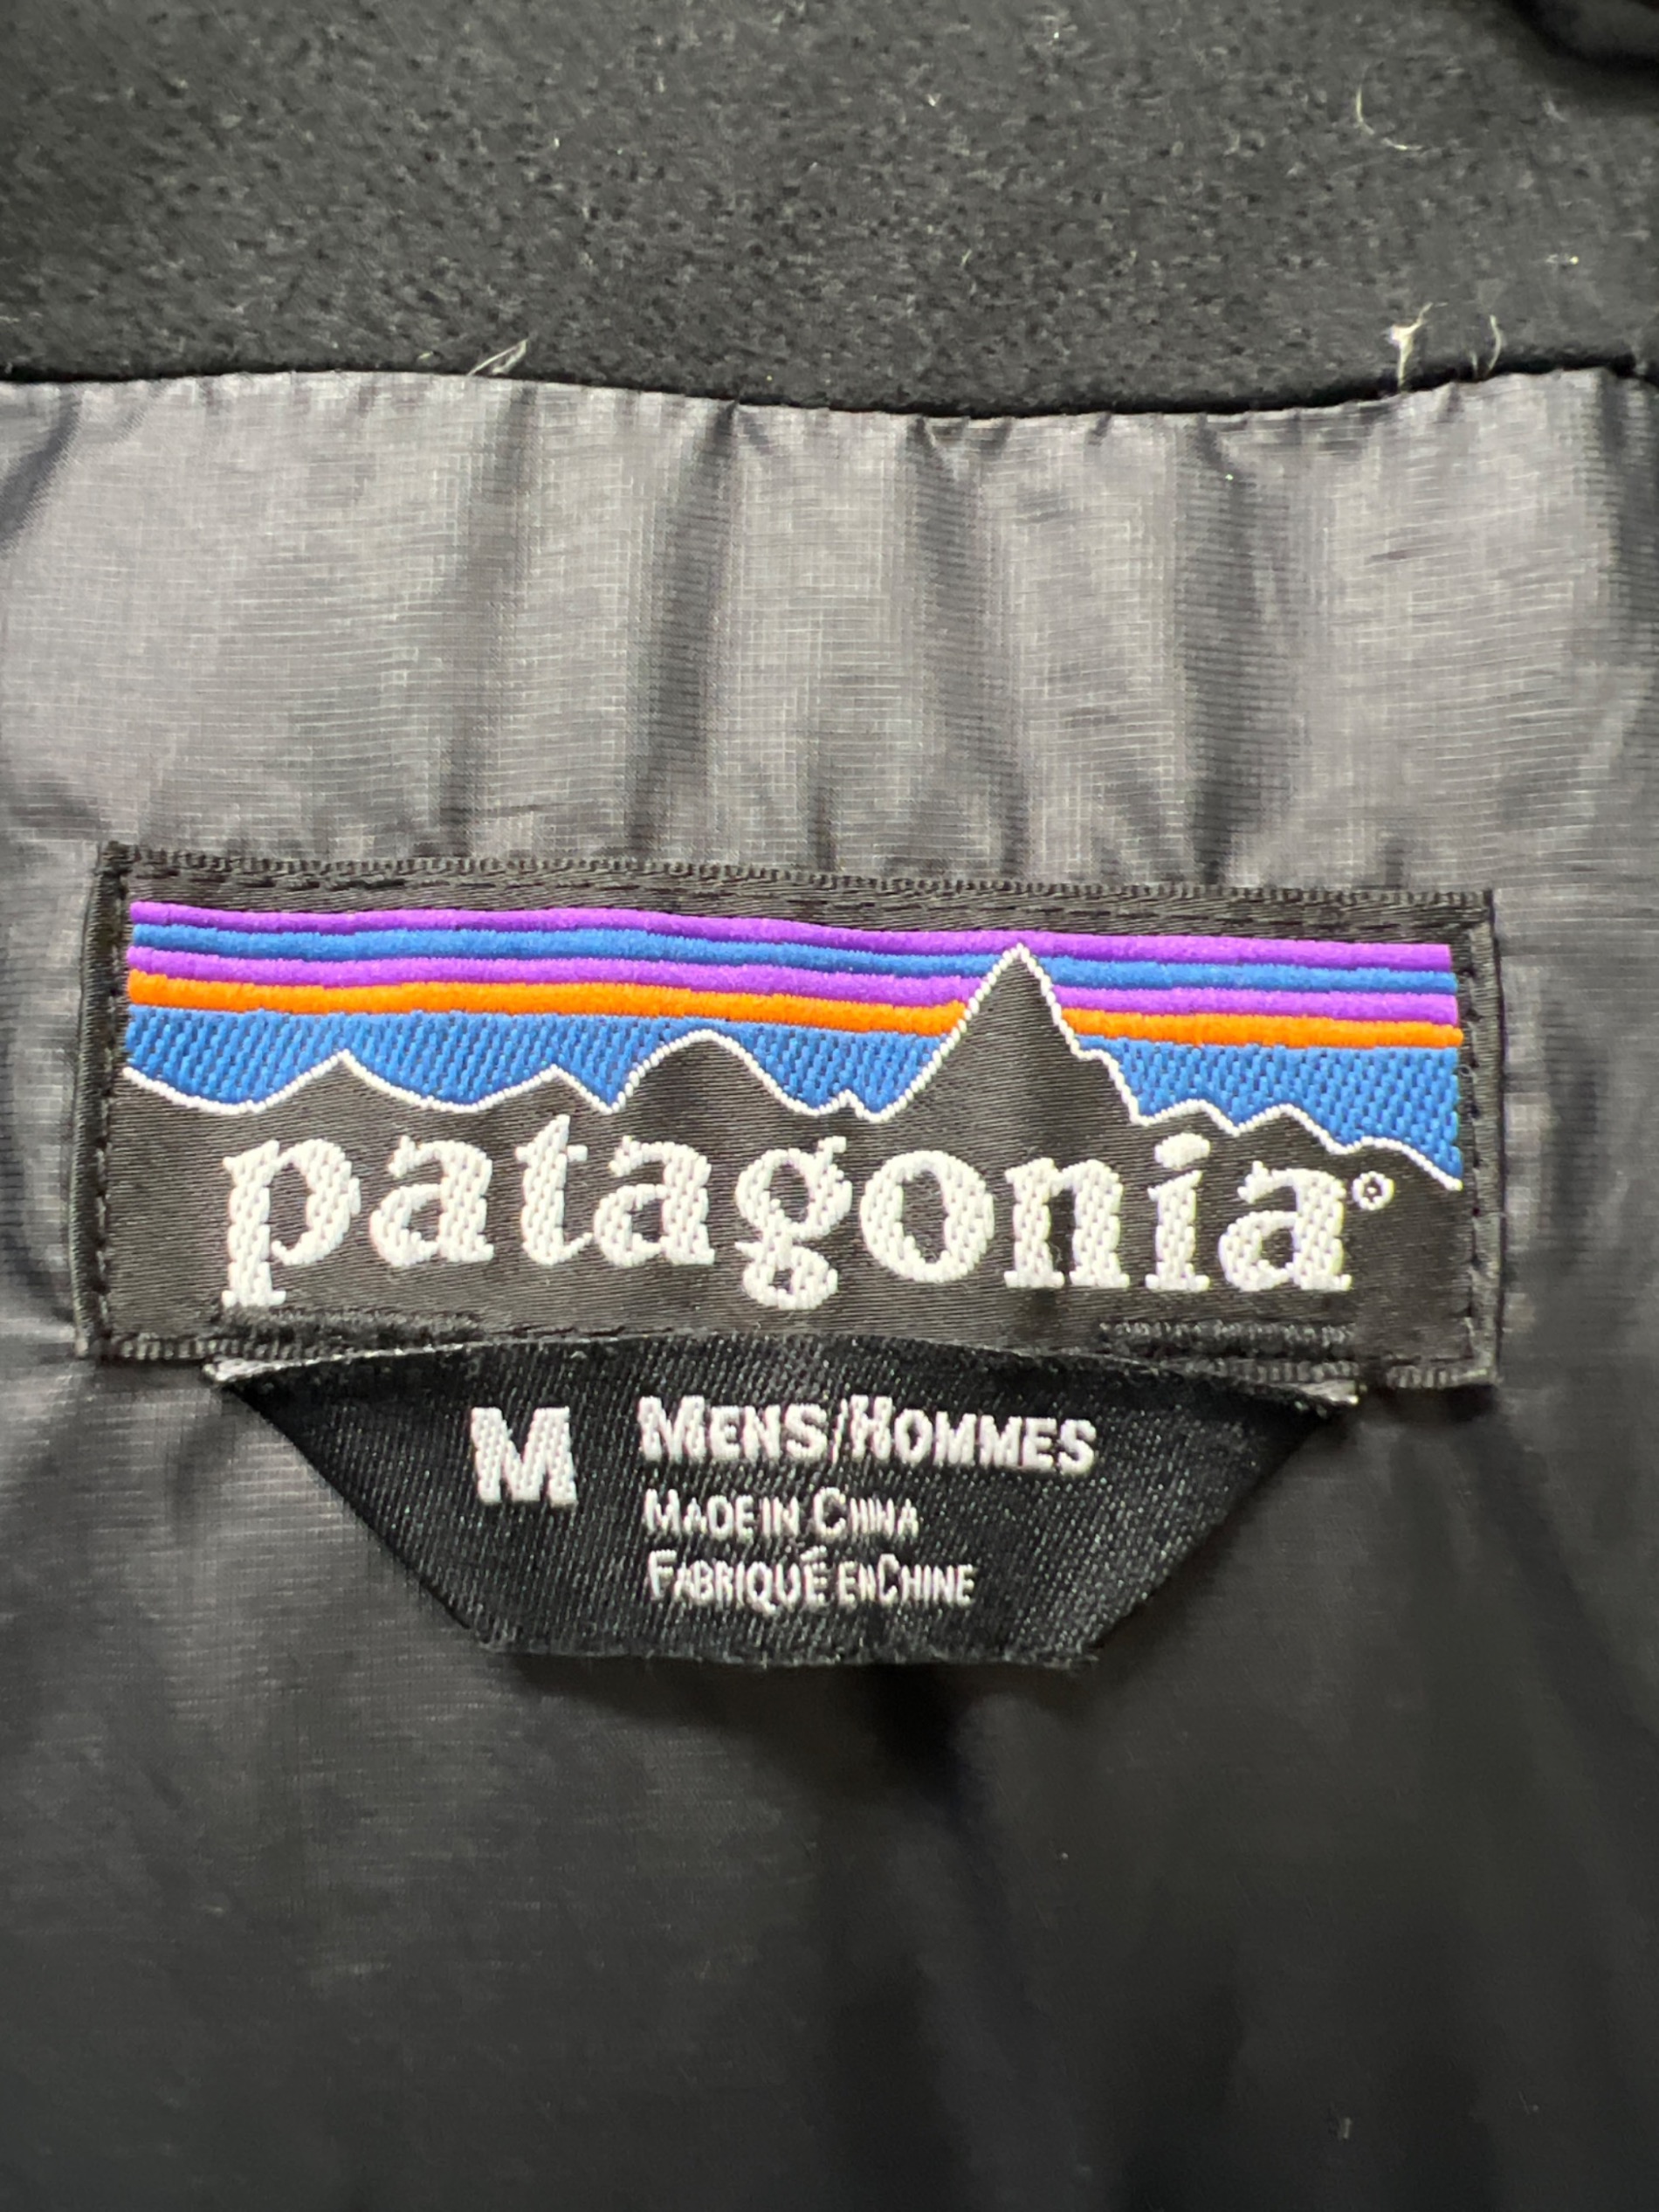 patagonia®
M MENS/HOMMES
MADE IN CHINA
FABRIQUÉ EN CHINE